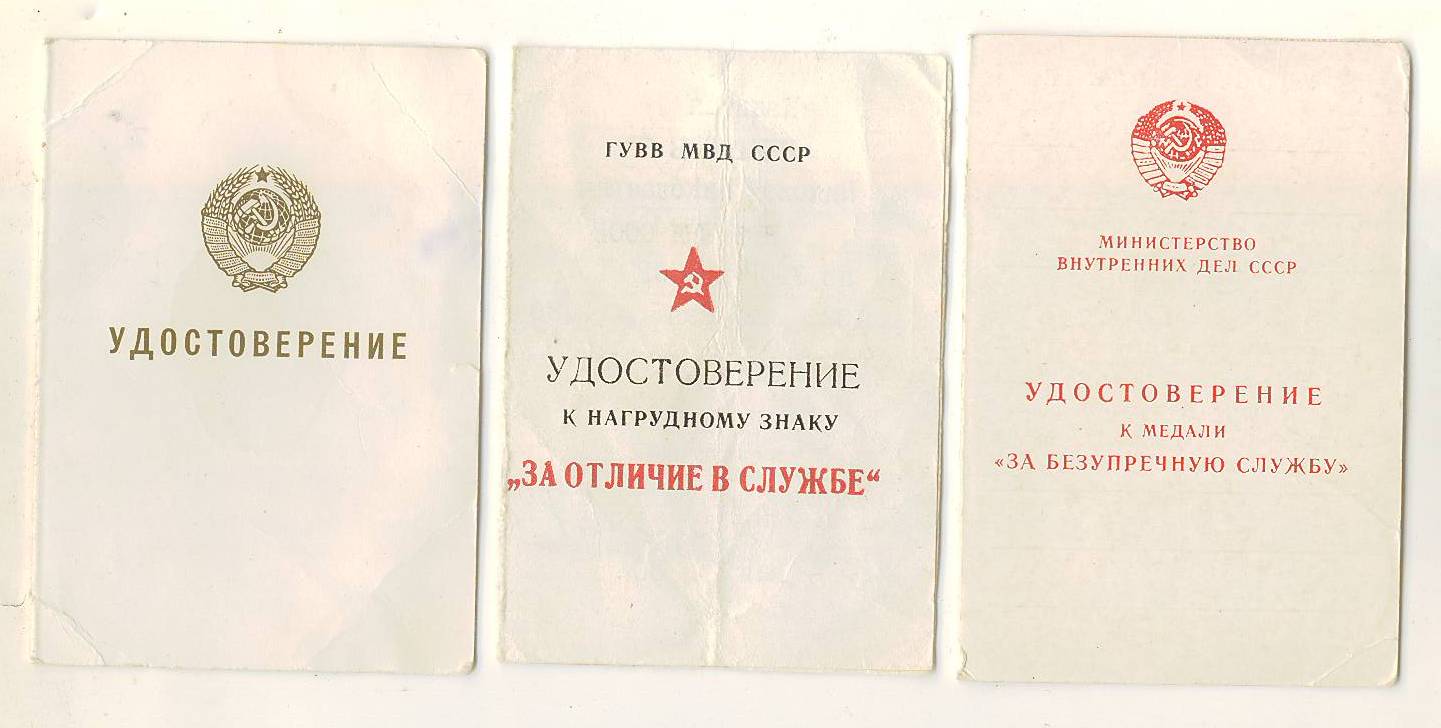 УДОСТОВЕРЕНИЕ
ГУВВ МВД СССР
УДОСТОВЕРЕНИЕ
К НАГРУДНОМУ ЗНАКУ
„ЗА ОТЛИЧИЕ В СЛУЖБЕ“
МИНИСТЕРСТВО
ВНУТРЕННИХ ДЕЛ СССР
УДОСТОВЕРЕНИЕ
К МЕДАЛИ
«ЗА БЕЗУПРЕЧНУЮ СЛУЖБУ»